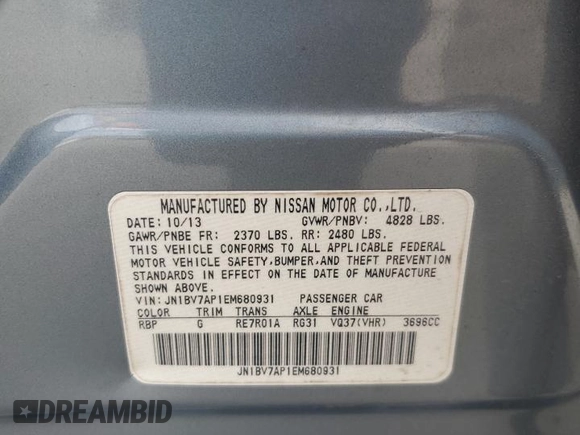 MANUFACTURED BY NISSAN MOTOR CO.,LTD.
DATE: 10/13 GVWR/PNBV: 4828 LBS.
GAWR/PNBE FR: 2370 LBS. RR: 2480 LBS.
THIS VEHICLE CONFORMS TO ALL APPLICABLE FEDERAL
MOTOR VEHICLE SAFETY,BUMPER,AND THEFT PREVENTION
STANDARDS IN EFFECT ON THE DATE OF MANUFACTURE
SHOWN ABOVE.
VIN: JN1BV7AP1EM680931 PASSENGER CAR
COLOR TRIM TRANS AXLE ENGINE
RBP G RE7R01A RG31 VQ37(VHR) 3696CC
JN1BV7AP1EM680931
DREAMBID